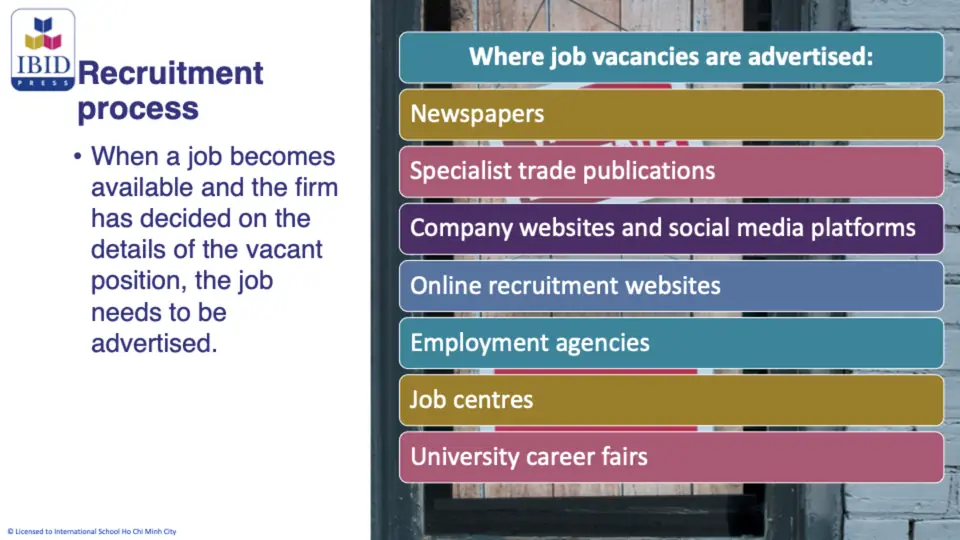 IBID
PRESS
Recruitment
process
• When a job becomes
available and the firm
has decided on the
details of the vacant
position, the job
needs to be
advertised.
Where job vacancies are advertised:
Newspapers
Specialist trade publications
Company websites and social media platforms
Online recruitment websites
Employment agencies
Job centres
University career fairs
© Licensed to International School Ho Chi Minh City